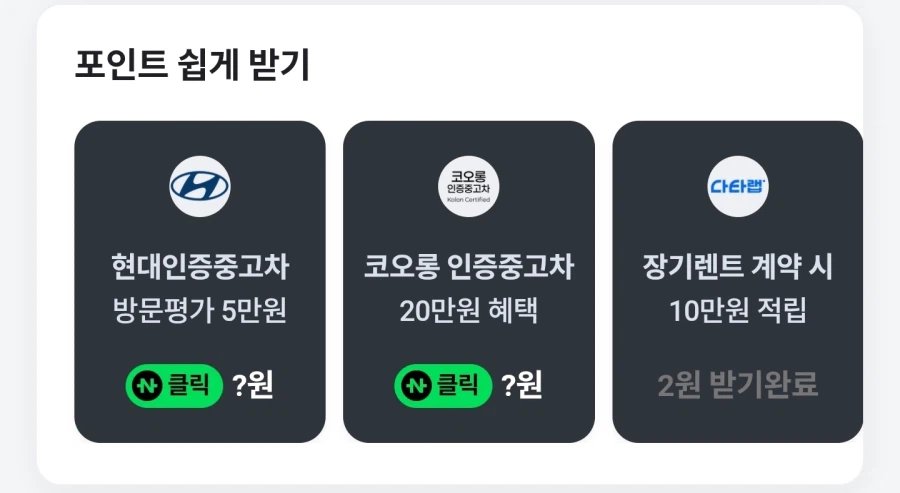 포인트 쉽게 받기
현대인증중고차
방문평가 5만원
클릭 ?원
코오롱
인증중고차
Kolon Certified
코오롱 인증중고차
20만원 혜택
클릭 ?원
다타랩
장기렌트 계약 시
10만원 적립
2원 받기완료